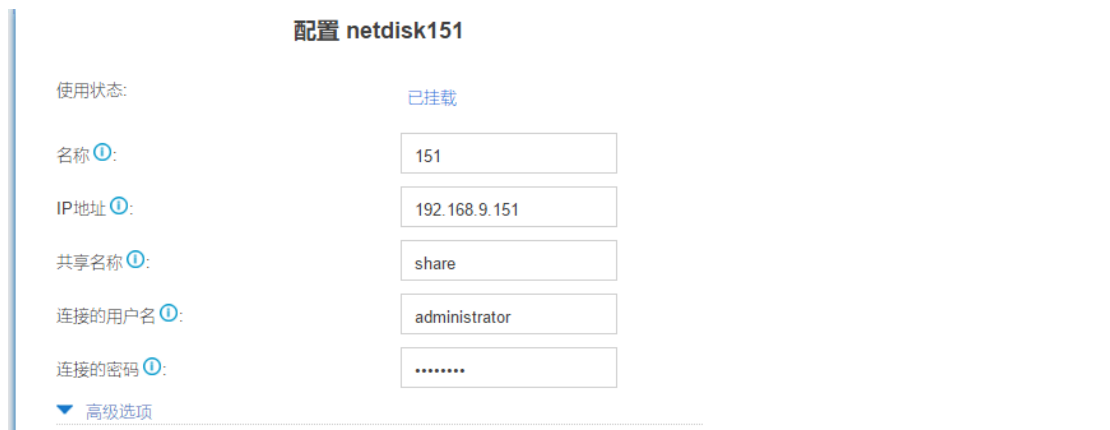 配置 netdisk151
使用状态: 已挂载
名称 ⓘ: 151
IP地址 ⓘ: 192.168.9.151
共享名称 ⓘ: share
连接的用户名 ⓘ: administrator
连接的密码 ⓘ: ••••••••
高级选项